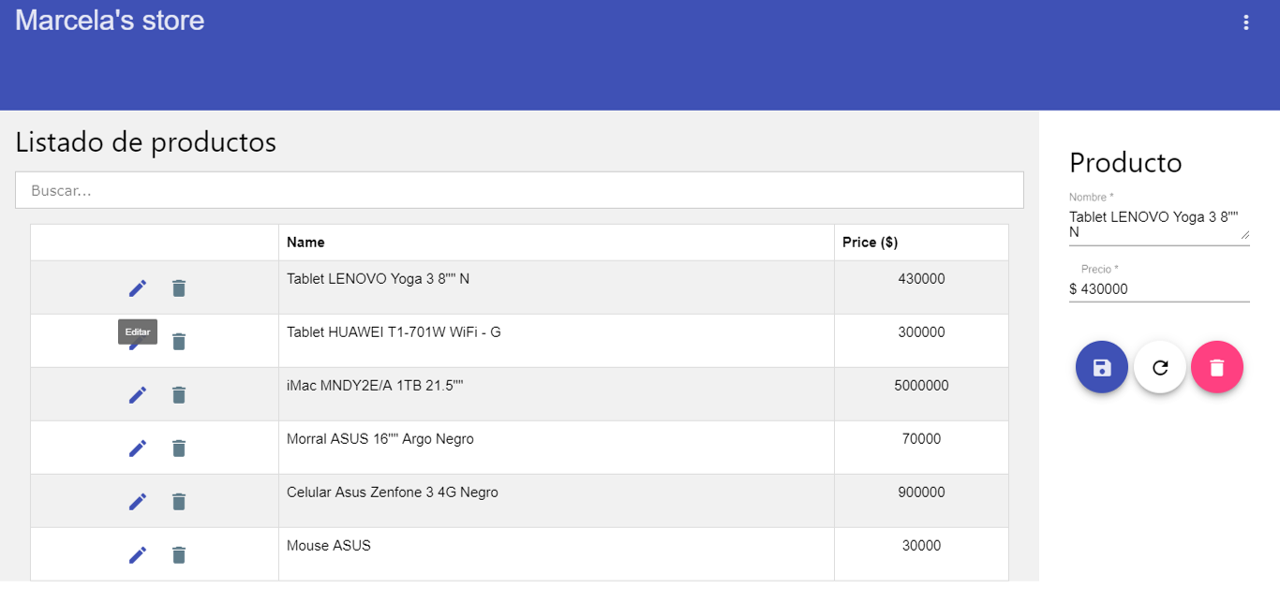 Marcela's store
Listado de productos
Buscar...
Name Price ($)
Tablet LENOVO Yoga 3 8"" N 430000
Editar
Tablet HUAWEI T1-701W WiFi - G 300000
iMac MNDY2E/A 1TB 21.5"" 5000000
Morral ASUS 16"" Argo Negro 70000
Celular Asus Zenfone 3 4G Negro 900000
Mouse ASUS 30000
Producto
Nombre *
Tablet LENOVO Yoga 3 8""
N
Precio *
$ 430000